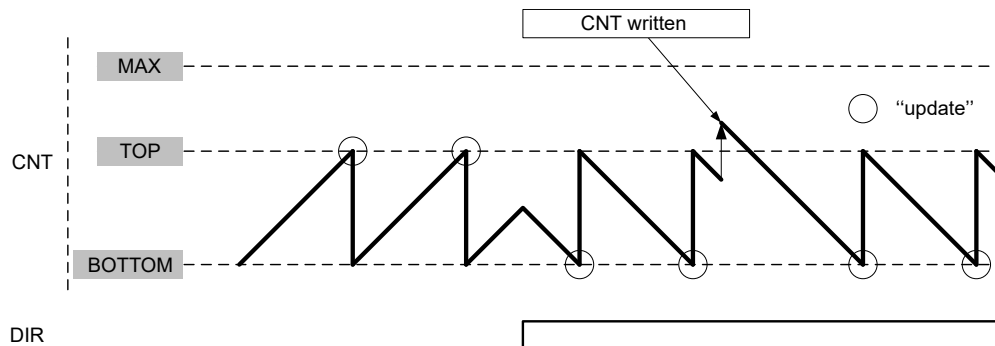 CNT written
MAX
"update"
TOP
CNT
BOTTOM
DIR